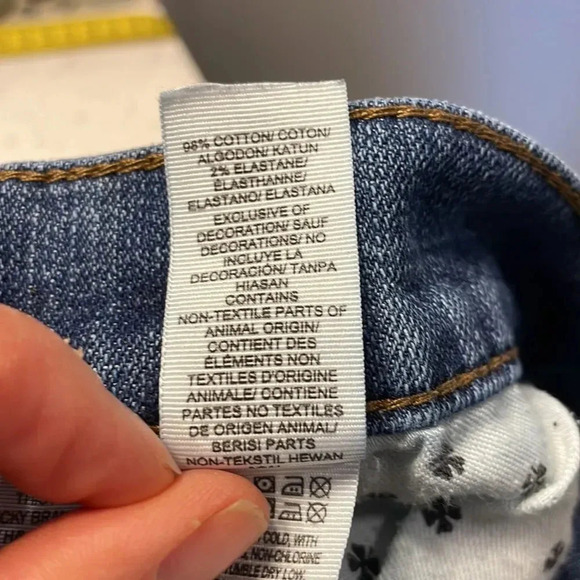 98% COTTON/ COTON/
ALGODON/ KATUN
2% ELASTANE/
ÉLASTHANNE/
ELASTANO/ ELASTANA
EXCLUSIVE OF
DECORATION/ SAUF
DECORATIONS/ NO
INCLUYE LA
DECORACIÓN/ TANPA
HIASAN
CONTAINS
NON-TEXTILE PARTS OF
ANIMAL ORIGIN/
CONTIENT DES
ÉLÉMENTS NON
TEXTILES D'ORIGINE
ANIMALE/ CONTIENE
PARTES NO TEXTILES
DE ORIGEN ANIMAL/
BERISI PARTS
NON-TEKSTIL HEWAN
COLD, WITH
NON-CHLORINE
DRY LOW